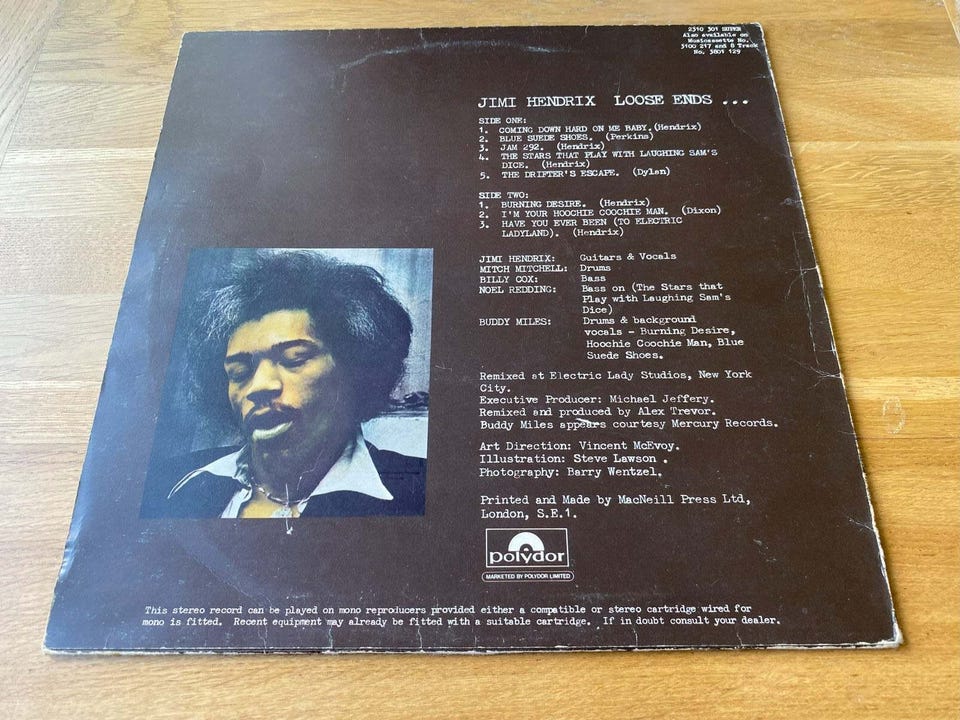 2310 301 SUPER
Also available on
Musicassette No.
3100 217 and 8 Track
No. 3801 129
JIMI HENDRIX LOOSE ENDS ...
SIDE ONE:
1. COMING DOWN HARD ON ME BABY. (Hendrix)
2. BLUE SUEDE SHOES. (Perkins)
3. JAM 292. (Hendrix)
4. THE STARS THAT PLAY WITH LAUGHING SAM'S
DICE. (Hendrix)
5. THE DRIFTER'S ESCAPE. (Dylan)
SIDE TWO:
1. BURNING DESIRE. (Hendrix)
2. I'M YOUR HOOCHIE COOCHIE MAN. (Dixon)
3. HAVE YOU EVER BEEN (TO ELECTRIC
LADYLAND). (Hendrix)
JIMI HENDRIX: Guitars & Vocals
MITCH MITCHELL: Drums
BILLY COX: Bass
NOEL REDDING: Bass on (The Stars that
Play with Laughing Sam's
Dice)
BUDDY MILES: Drums & background
vocals - Burning Desire,
Hoochie Coochie Man, Blue
Suede Shoes.
Remixed at Electric Lady Studios, New York
City.
Executive Producer: Michael Jeffery.
Remixed and produced by Alex Trevor.
Buddy Miles appears courtesy Mercury Records.
Art Direction: Vincent McEvoy.
Illustration: Steve Lawson .
Photography: Barry Wentzel.
Printed and Made by MacNeill Press Ltd,
London, S.E.1.
polydor
MARKETED BY POLYDOR LIMITED
This stereo record can be played on mono reproducers provided either a compatible or stereo cartridge wired for
mono is fitted. Recent equipment may already be fitted with a suitable cartridge. If in doubt consult your dealer.